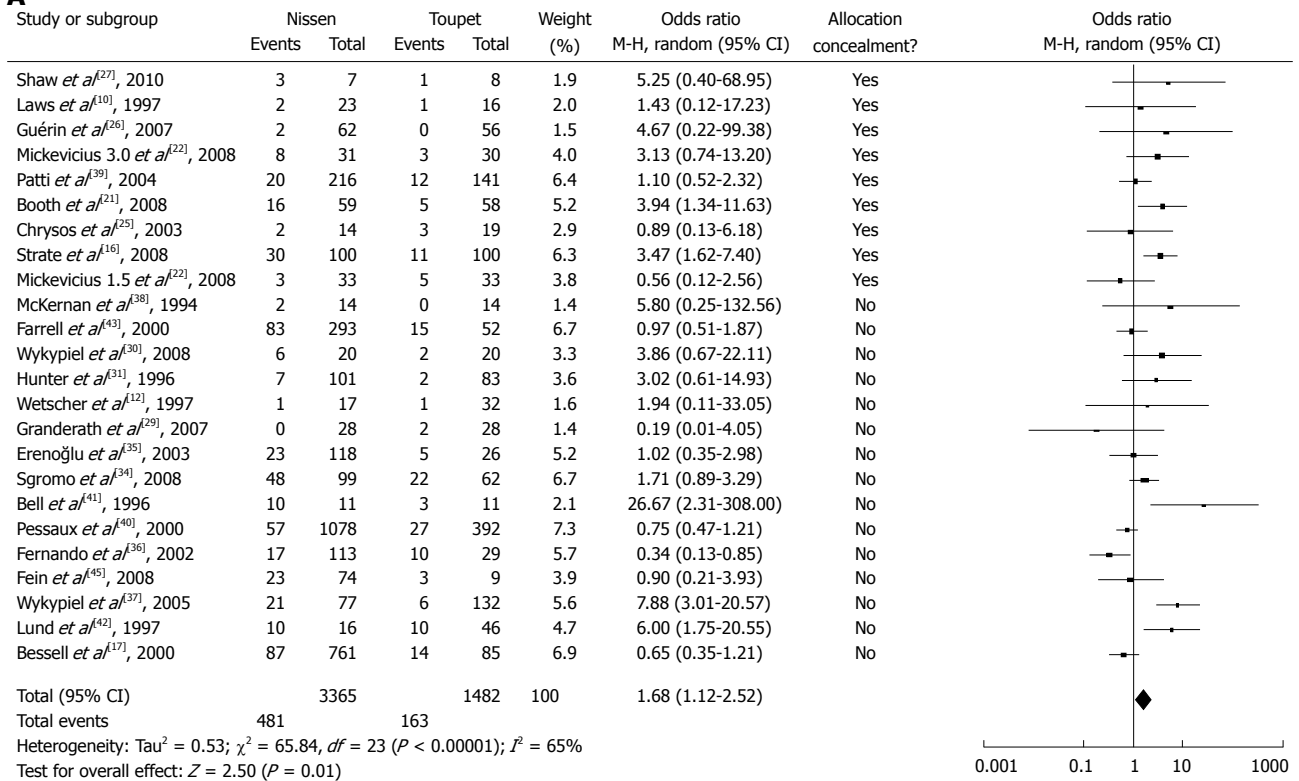 A
Study or subgroup Nissen Toupet Weight Odds ratio Allocation Odds ratio
Events Total Events Total (%) M-H, random (95% CI) concealment? M-H, random (95% CI)
Shaw et al[27], 2010 3 7 1 8 1.9 5.25 (0.40-68.95) Yes
Laws et al[10], 1997 2 23 1 16 2.0 1.43 (0.12-17.23) Yes
Guérin et al[26], 2007 2 62 0 56 1.5 4.67 (0.22-99.38) Yes
Mickevicius 3.0 et al[22], 2008 8 31 3 30 4.0 3.13 (0.74-13.20) Yes
Patti et al[39], 2004 20 216 12 141 6.4 1.10 (0.52-2.32) Yes
Booth et al[21], 2008 16 59 5 58 5.2 3.94 (1.34-11.63) Yes
Chrysos et al[25], 2003 2 14 3 19 2.9 0.89 (0.13-6.18) Yes
Strate et al[16], 2008 30 100 11 100 6.3 3.47 (1.62-7.40) Yes
Mickevicius 1.5 et al[22], 2008 3 33 5 33 3.8 0.56 (0.12-2.56) Yes
McKernan et al[38], 1994 2 14 0 14 1.4 5.80 (0.25-132.56) No
Farrell et al[43], 2000 83 293 15 52 6.7 0.97 (0.51-1.87) No
Wykypiel et al[30], 2008 6 20 2 20 3.3 3.86 (0.67-22.11) No
Hunter et al[31], 1996 7 101 2 83 3.6 3.02 (0.61-14.93) No
Wetscher et al[12], 1997 1 17 1 32 1.6 1.94 (0.11-33.05) No
Granderath et al[29], 2007 0 28 2 28 1.4 0.19 (0.01-4.05) No
Erenoğlu et al[35], 2003 23 118 5 26 5.2 1.02 (0.35-2.98) No
Sgromo et al[34], 2008 48 99 22 62 6.7 1.71 (0.89-3.29) No
Bell et al[41], 1996 10 11 3 11 2.1 26.67 (2.31-308.00) No
Pessaux et al[40], 2000 57 1078 27 392 7.3 0.75 (0.47-1.21) No
Fernando et al[36], 2002 17 113 10 29 5.7 0.34 (0.13-0.85) No
Fein et al[45], 2008 23 74 3 9 3.9 0.90 (0.21-3.93) No
Wykypiel et al[37], 2005 21 77 6 132 5.6 7.88 (3.01-20.57) No
Lund et al[42], 1997 10 16 10 46 4.7 6.00 (1.75-20.55) No
Bessell et al[17], 2000 87 761 14 85 6.9 0.65 (0.35-1.21) No
Total (95% CI) 3365 1482 100 1.68 (1.12-2.52)
Total events 481 163
Heterogeneity: Tau² = 0.53; χ² = 65.84, df = 23 (P < 0.00001); I² = 65%
Test for overall effect: Z = 2.50 (P = 0.01)
0.001 0.1 1 10 1000